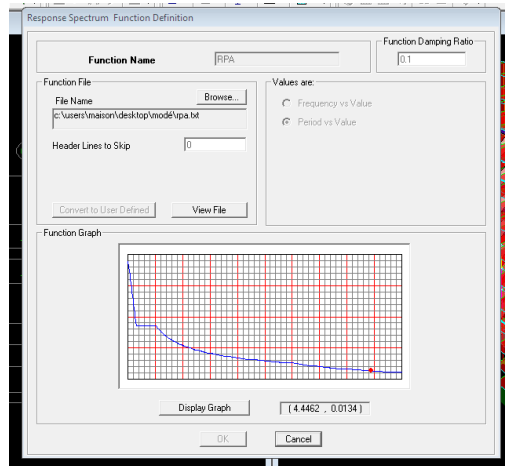 Response Spectrum Function Definition
Function Damping Ratio
Function Name
RPA
0.1
Function File
Values are:
File Name
Browse...
Frequency vs Value
c:\users\maison\desktop\modé\rpa.txt
Period vs Value
Header Lines to Skip
0
Convert to User Defined
View File
Function Graph
Display Graph
( 4.4462 , 0.0134 )
OK
Cancel